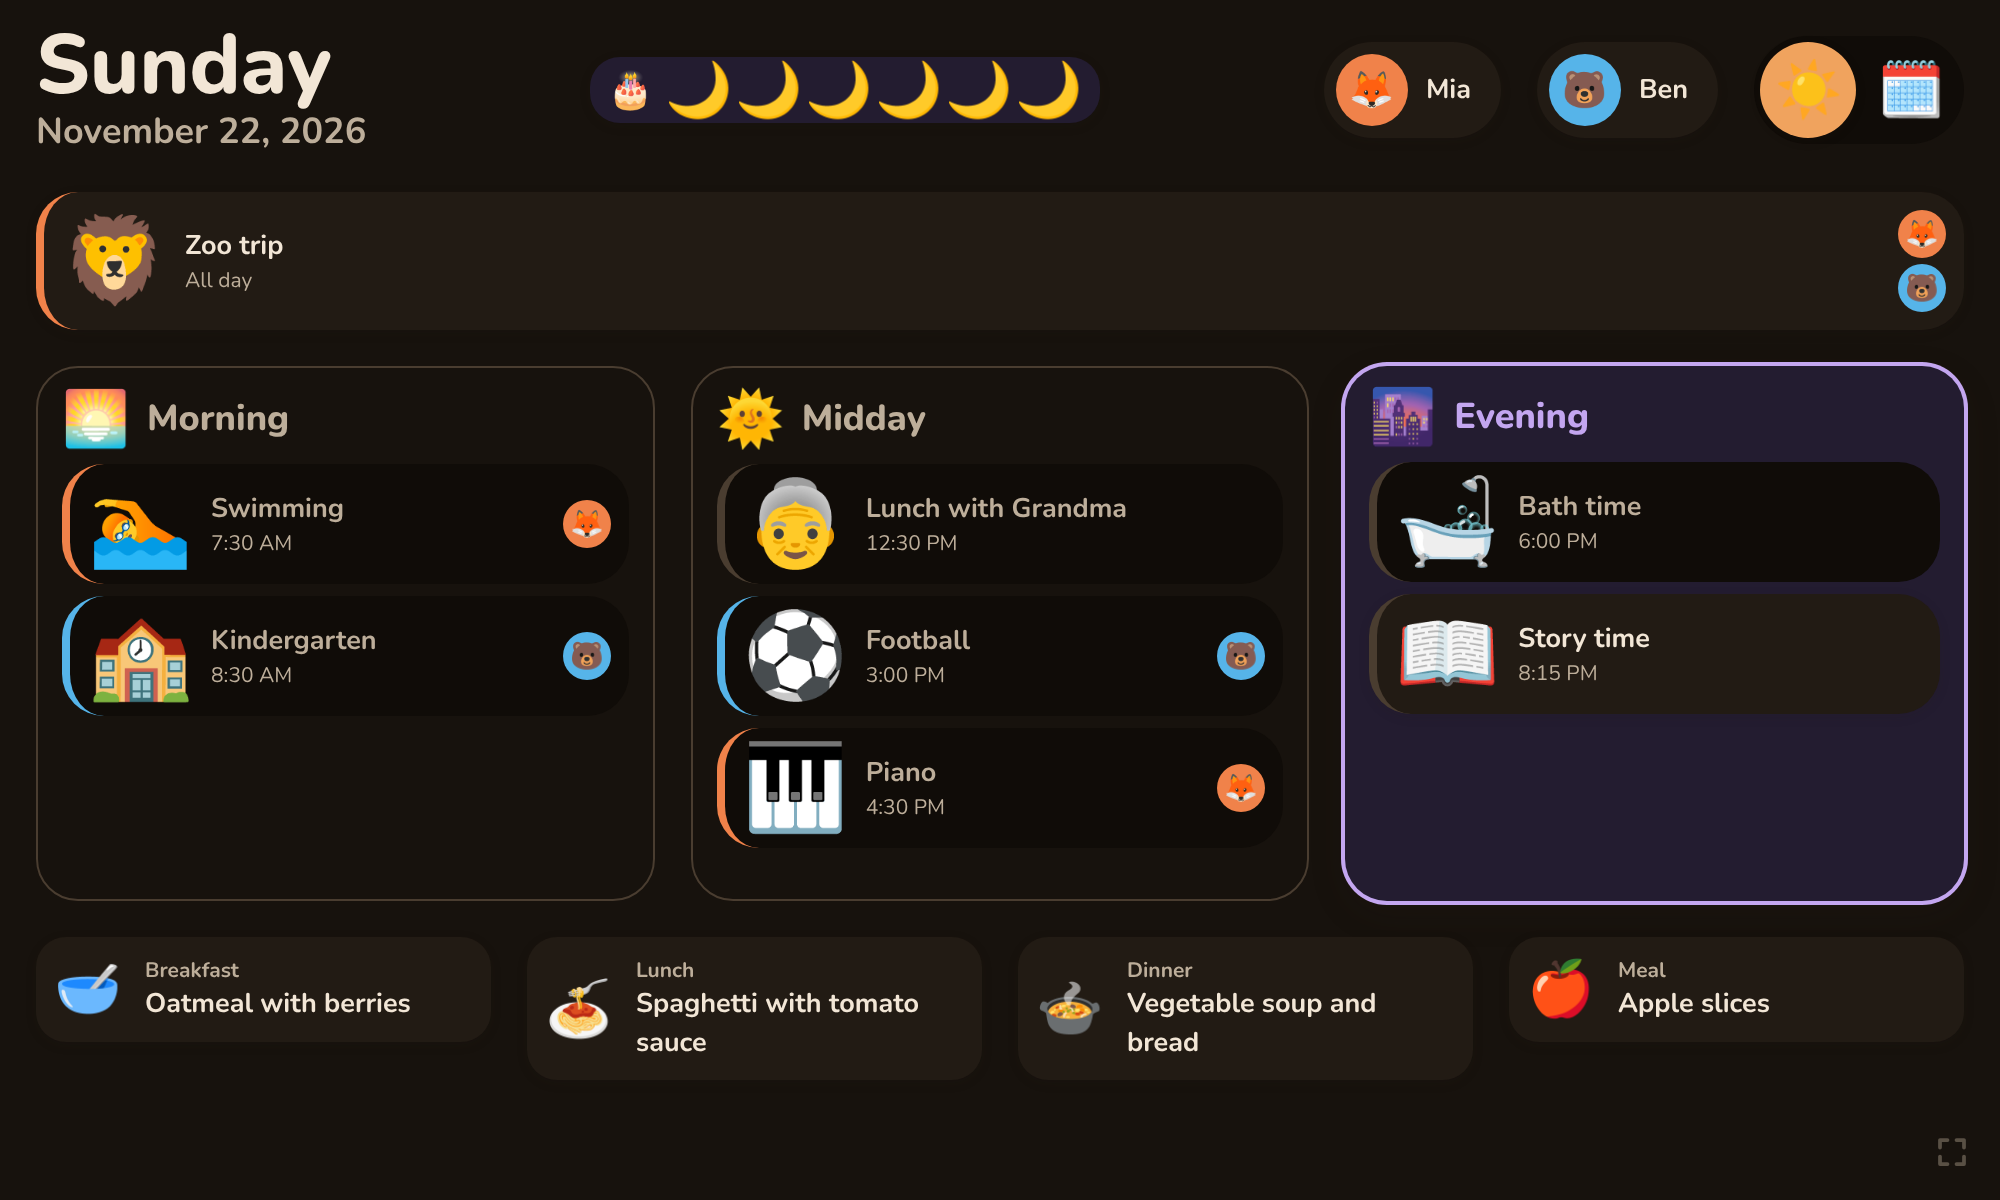 Sunday
November 22, 2026
Mia
Ben
Zoo trip
All day
Morning
Swimming
7:30 AM
Kindergarten
8:30 AM
Midday
Lunch with Grandma
12:30 PM
Football
3:00 PM
Piano
4:30 PM
Evening
Bath time
6:00 PM
Story time
8:15 PM
Breakfast
Oatmeal with berries
Lunch
Spaghetti with tomato
sauce
Dinner
Vegetable soup and
bread
Meal
Apple slices